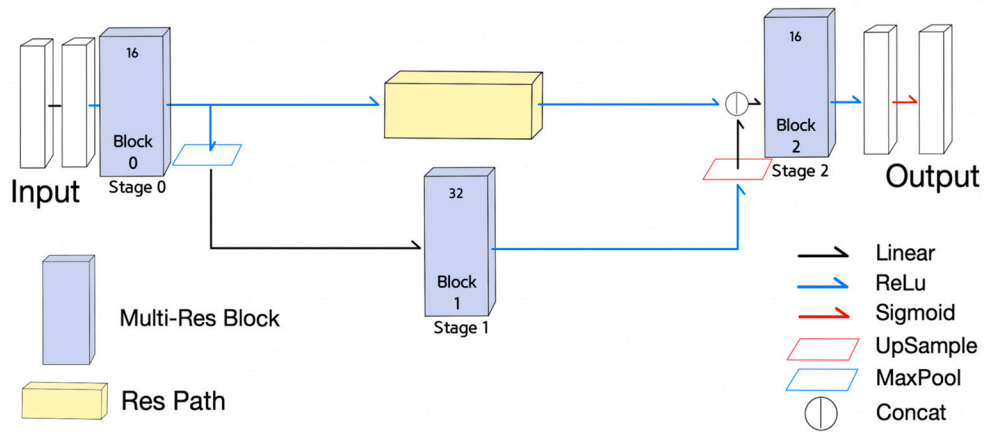 16
Block
0
Stage 0
Input
32
Block
1
Stage 1
16
Block
2
Stage 2
Output
Multi-Res Block
Res Path
Linear
ReLu
Sigmoid
UpSample
MaxPool
Concat